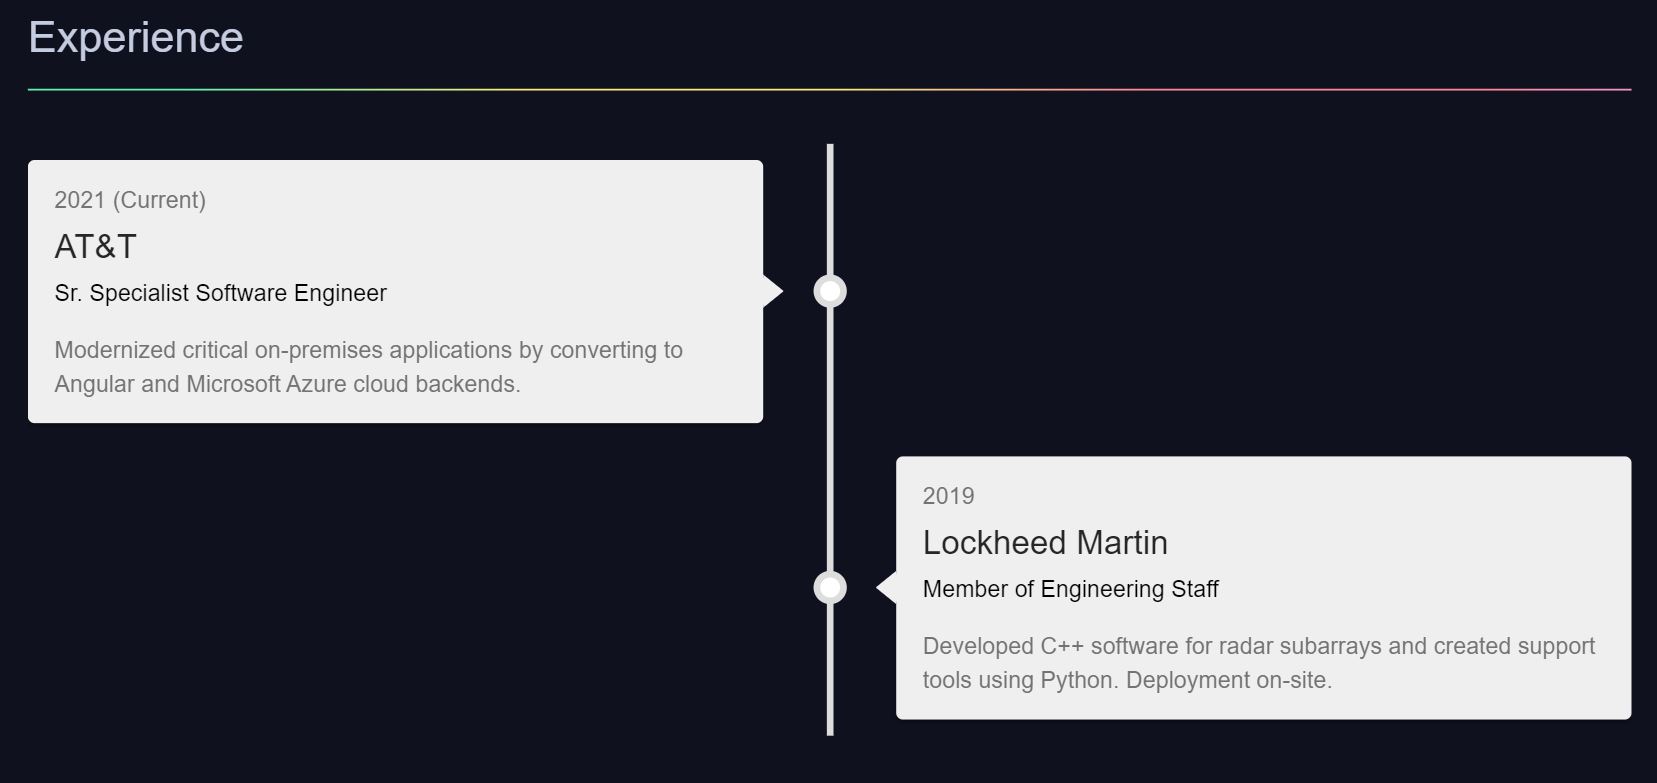 Experience
2021 (Current)
AT&T
Sr. Specialist Software Engineer
Modernized critical on-premises applications by converting to
Angular and Microsoft Azure cloud backends.
2019
Lockheed Martin
Member of Engineering Staff
Developed C++ software for radar subarrays and created support
tools using Python. Deployment on-site.